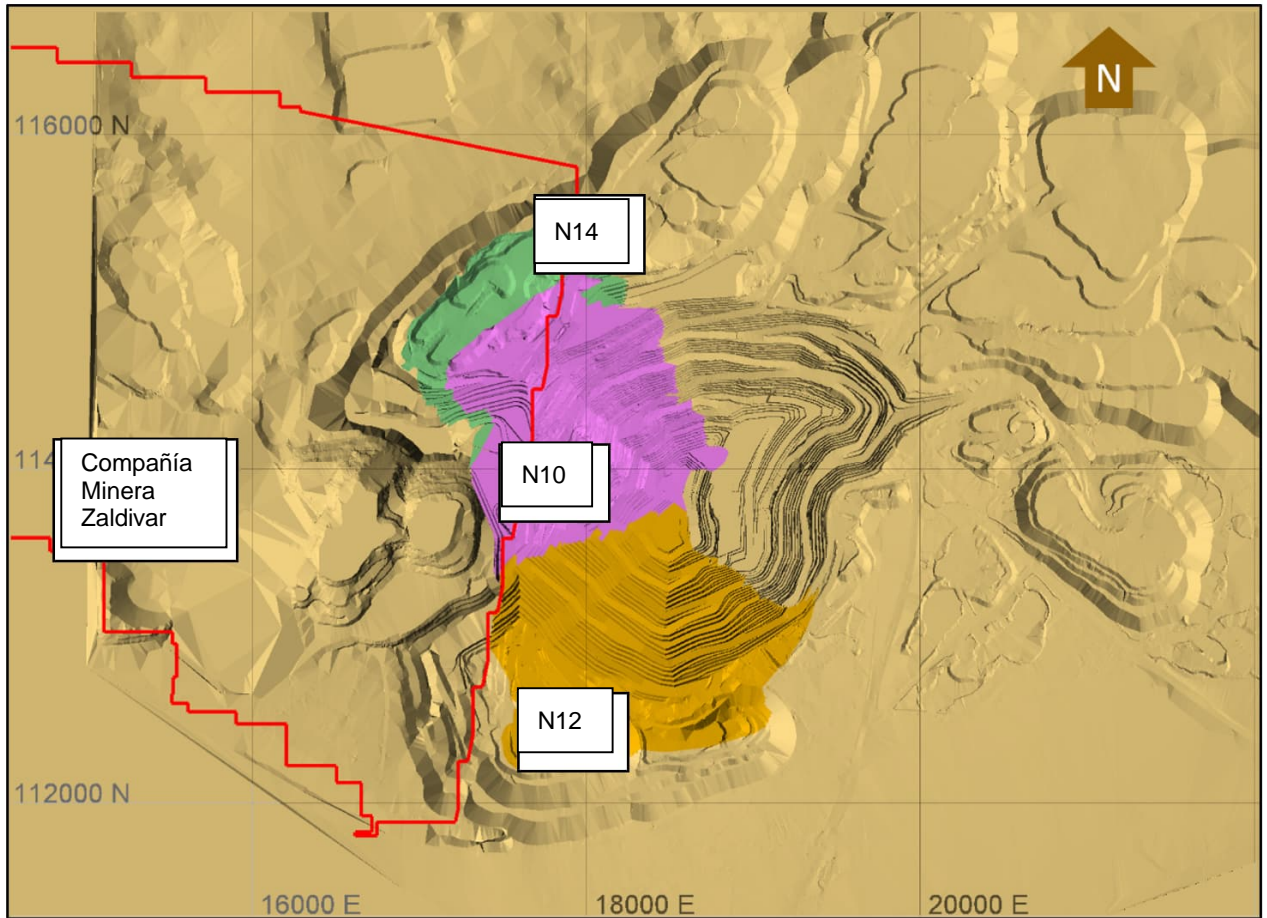 N
116000 N
N14
114
Compañía
Minera
Zaldivar
N10
N12
112000 N
16000 E
18000 E
20000 E